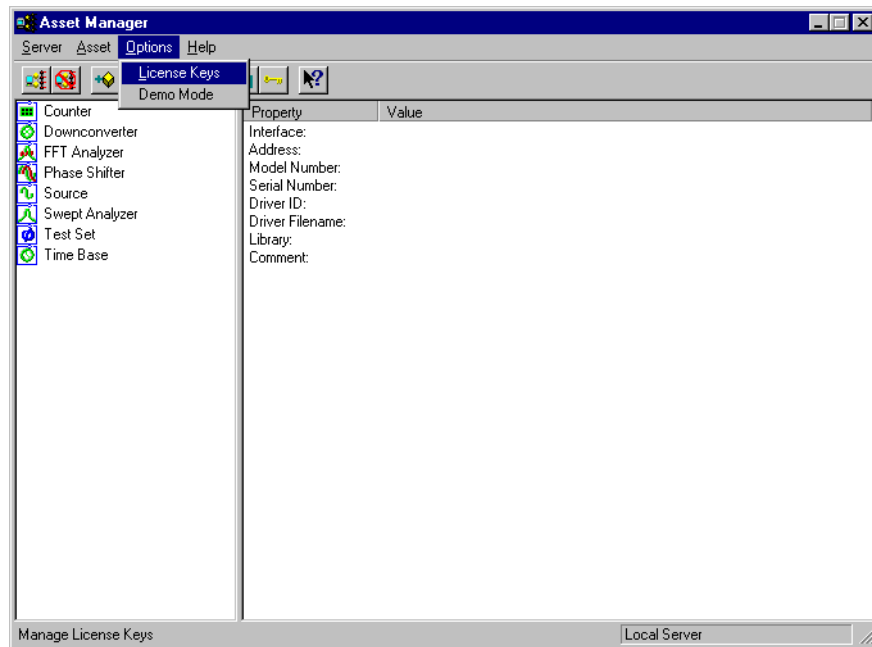 Asset Manager
Server Asset Options Help
License Keys
Demo Mode
Counter
Downconverter
FFT Analyzer
Phase Shifter
Source
Swept Analyzer
Test Set
Time Base
Property Value
Interface:
Address:
Model Number:
Serial Number:
Driver ID:
Driver Filename:
Library:
Comment:
Manage License Keys
Local Server